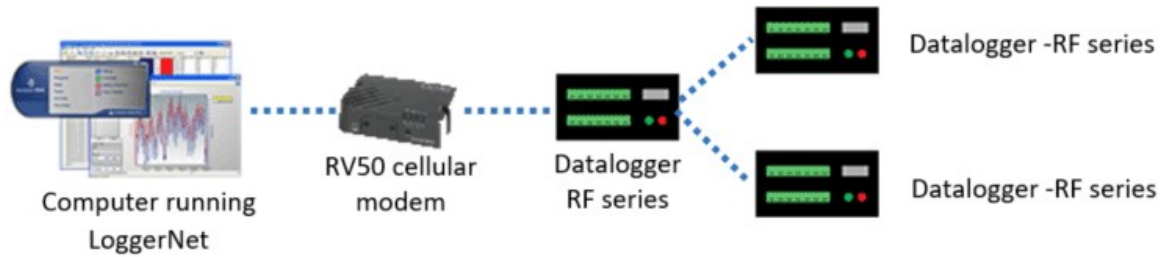 Computer running
LoggerNet
RV50 cellular
modem
Datalogger
RF series
Datalogger -RF series
Datalogger -RF series